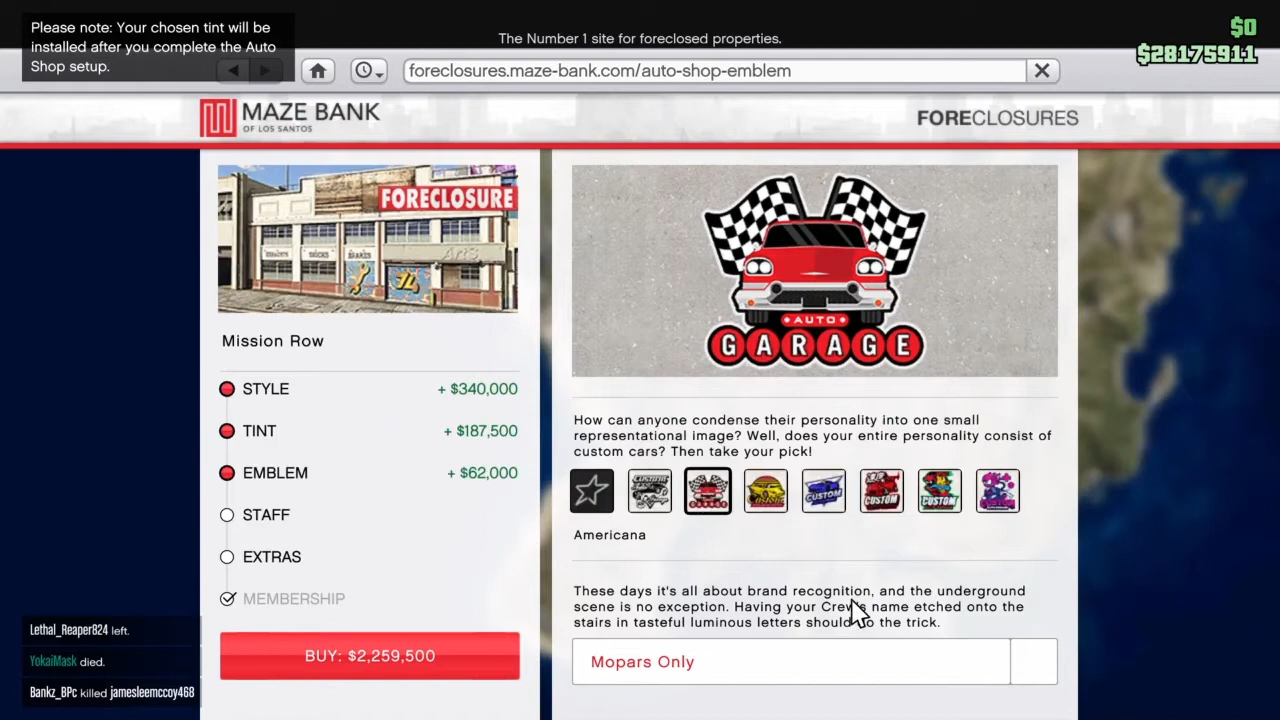 Please note: Your chosen tint will be
installed after you complete the Auto
Shop setup.
$0
$28175911
The Number 1 site for foreclosed properties.
foreclosures.maze-bank.com/auto-shop-emblem
MAZE BANK
OF LOS SANTOS
FORECLOSURES
FORECLOSURE
BRAKES
Mission Row
STYLE + $340,000
TINT + $187,500
EMBLEM + $62,000
STAFF
EXTRAS
MEMBERSHIP
BUY: $2,259,500
AUTO
GARAGE
How can anyone condense their personality into one small
representational image? Well, does your entire personality consist of
custom cars? Then take your pick!
CUSTOM
CUSTOM
CUSTOM
Americana
These days it's all about brand recognition, and the underground
scene is no exception. Having your Crew's name etched onto the
stairs in tasteful luminous letters should do the trick.
Mopars Only
Lethal_Reaper824 left.
YokaiMask died.
Bankz_BPc killed jamesleemccoy468